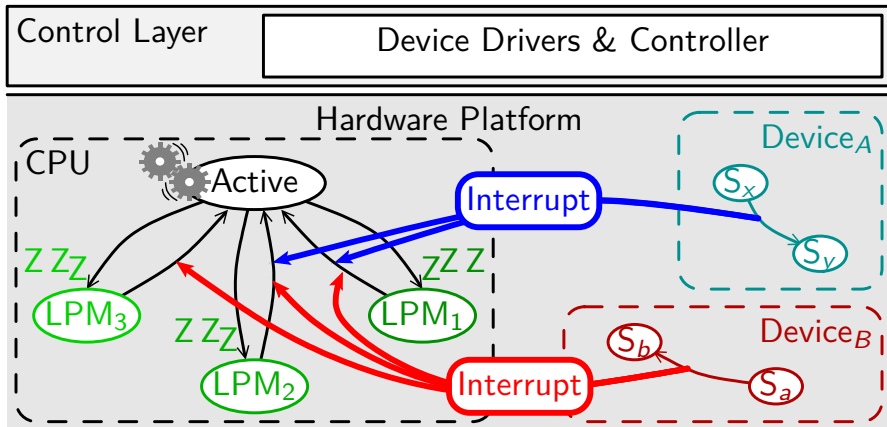 Control Layer
Device Drivers & Controller
Hardware Platform
CPU
Device_A
Active
Interrupt
S_x
S_y
Z Z Z
Z Z Z
LPM_3
LPM_1
Z Z Z
LPM_2
Device_B
S_b
Interrupt
S_a